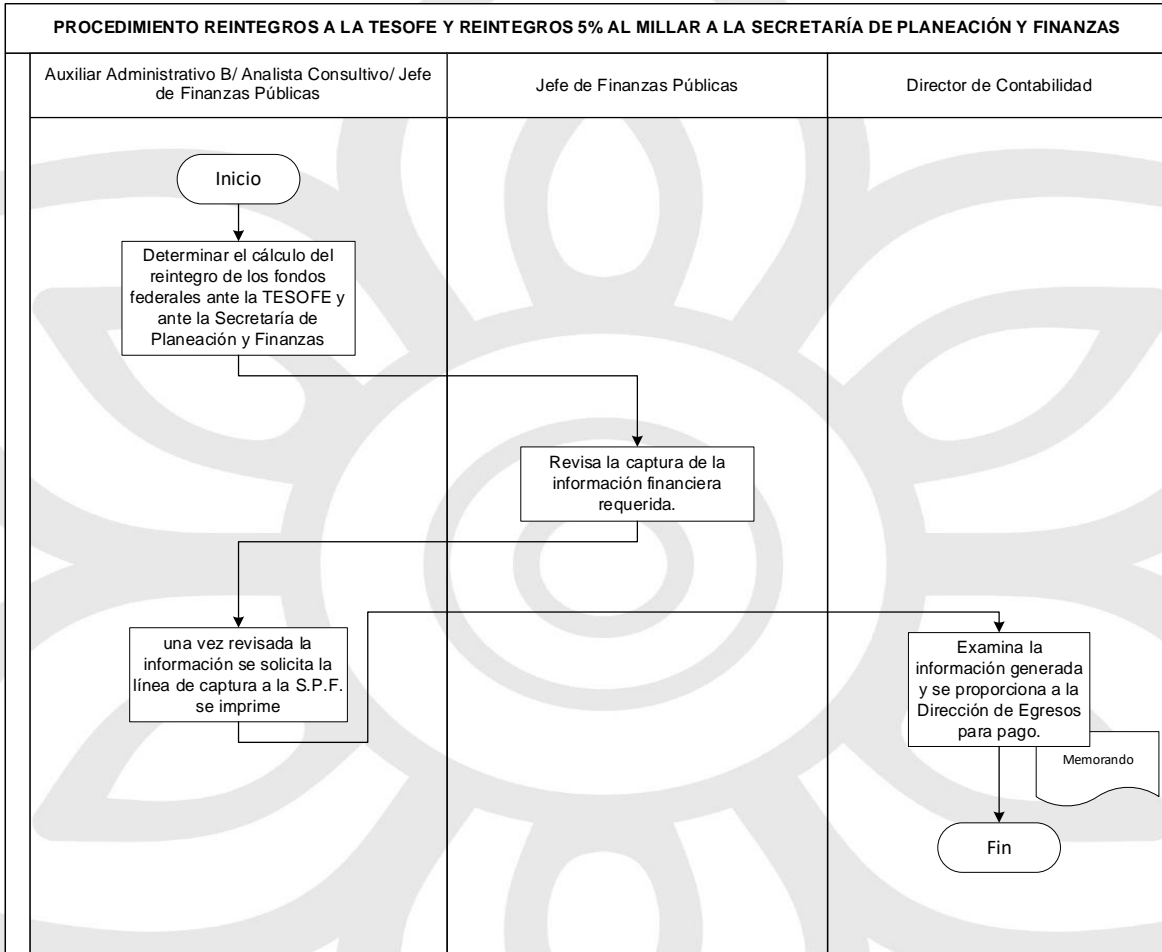 PROCEDIMIENTO REINTEGROS A LA TESOFE Y REINTEGROS 5% AL MILLAR A LA SECRETARÍA DE PLANEACIÓN Y FINANZAS
Auxiliar Administrativo B/ Analista Consultivo/ Jefe
de Finanzas Públicas
Jefe de Finanzas Públicas
Director de Contabilidad
Inicio
Determinar el cálculo del
reintegro de los fondos
federales ante la TESOFE y
ante la Secretaría de
Planeación y Finanzas
Revisa la captura de la
información financiera
requerida.
una vez revisada la
información se solicita la
línea de captura a la S.P.F.
se imprime
Examina la
información generada
y se proporciona a la
Dirección de Egresos
para pago.
Memorando
Fin